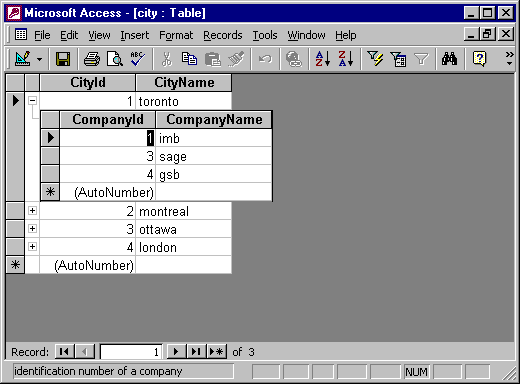 Microsoft Access - [city : Table]
File Edit View Insert Format Records Tools Window Help
CityId CityName
1 toronto
CompanyId CompanyName
1 imb
3 sage
4 gsb
(AutoNumber)
2 montreal
3 ottawa
4 london
(AutoNumber)
Record: 1 of 3
identification number of a company NUM